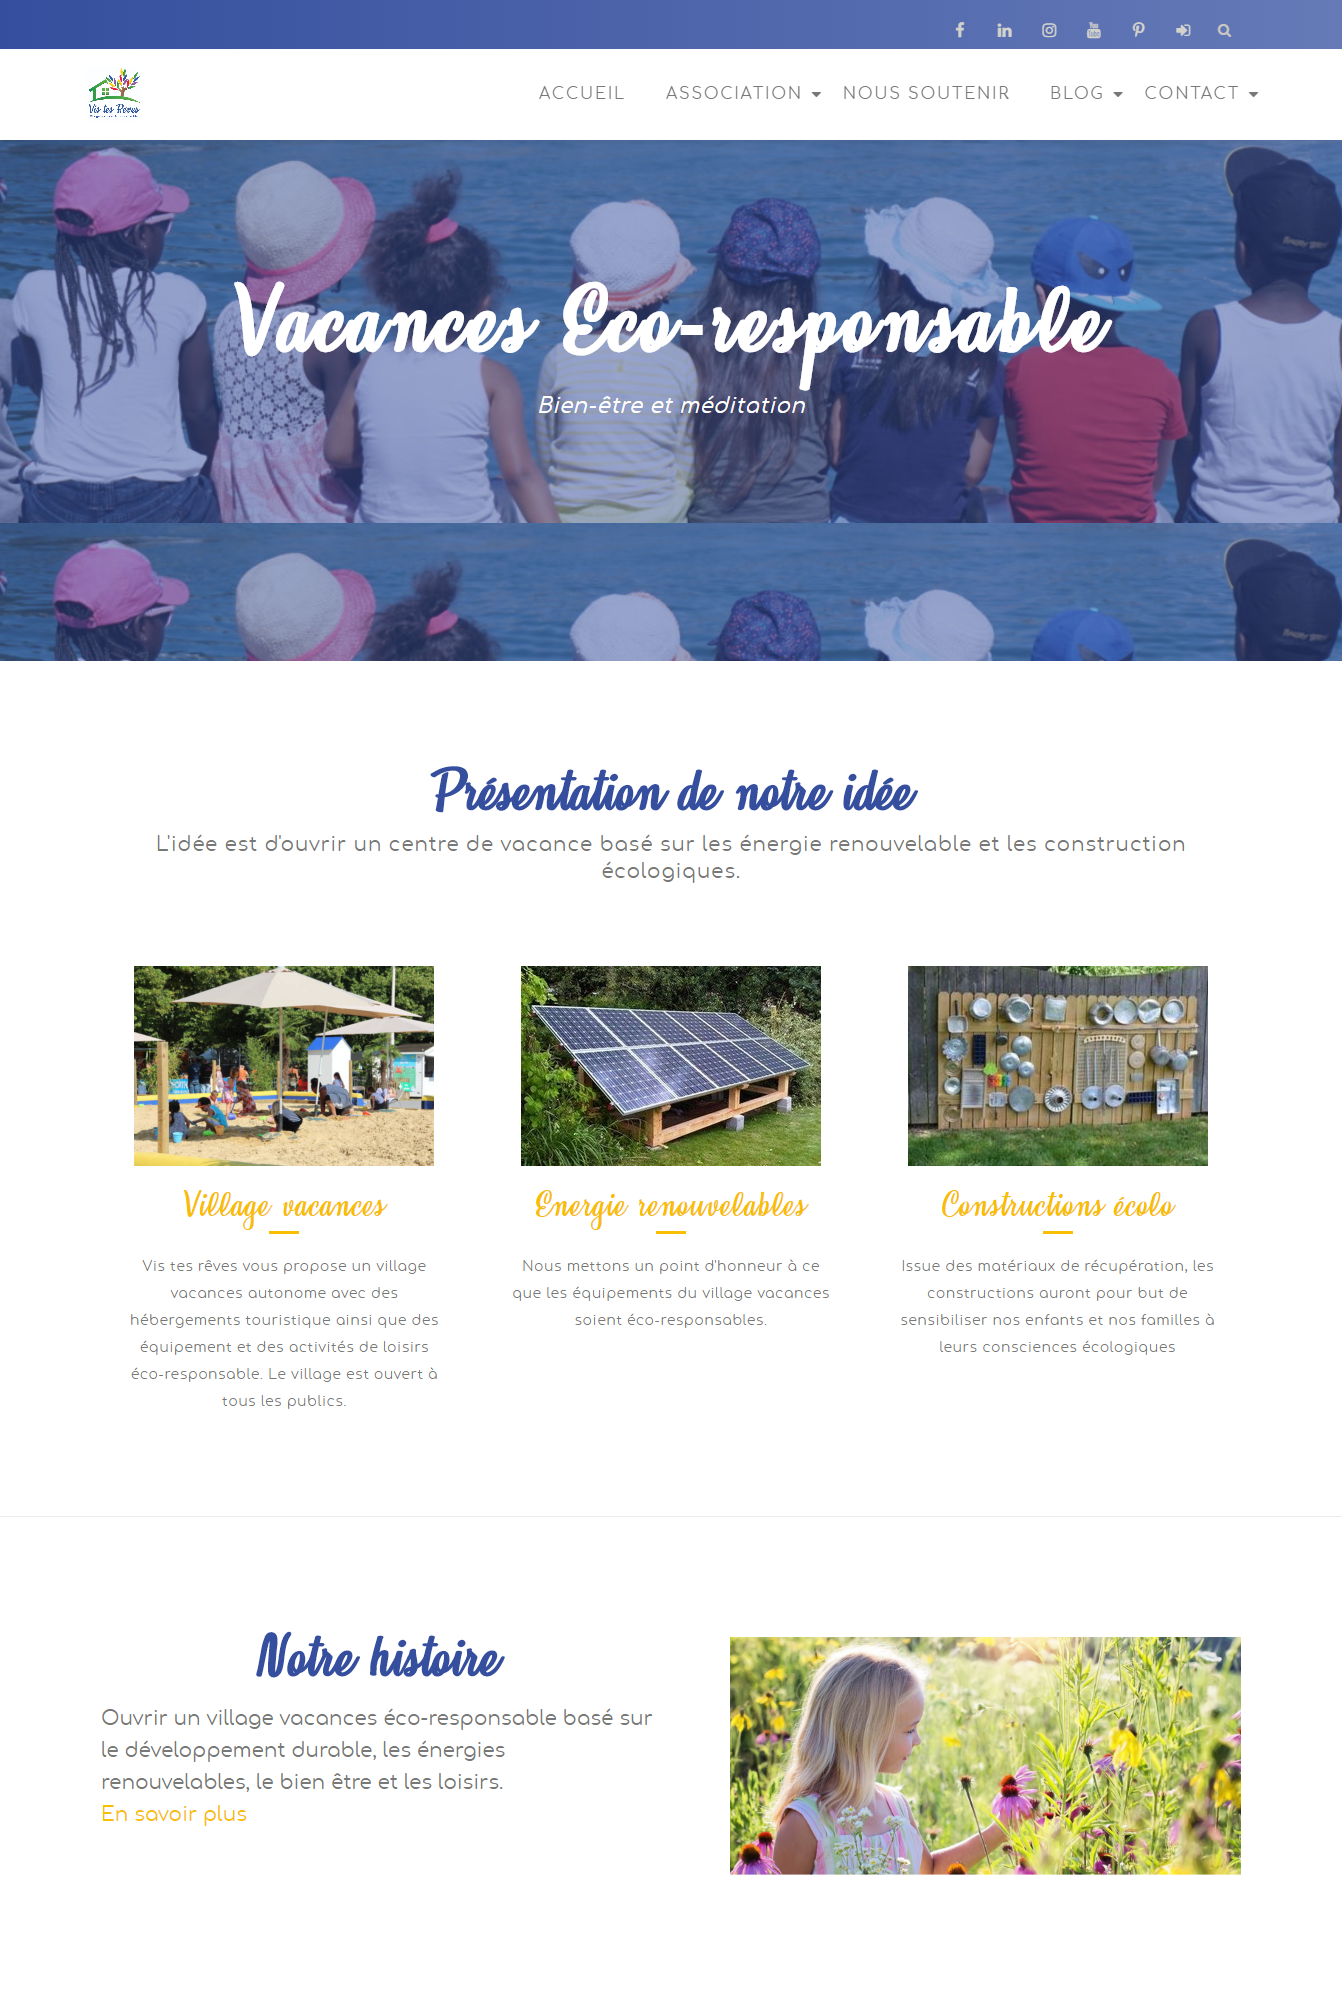 Vis tes Rêves
ACCUEIL ASSOCIATION NOUS SOUTENIR BLOG CONTACT
Vacances Eco-responsable
Bien-être et méditation
Présentation de notre idée
L'idée est d'ouvrir un centre de vacance basé sur les énergie renouvelable et les construction
écologiques.
Village vacances
Vis tes rêves vous propose un village
vacances autonome avec des
hébergements touristique ainsi que des
équipement et des activités de loisirs
éco-responsable. Le village est ouvert à
tous les publics.
Energie renouvelables
Nous mettons un point d'honneur à ce
que les équipements du village vacances
soient éco-responsables.
Constructions écolo
Issue des matériaux de récupération, les
constructions auront pour but de
sensibiliser nos enfants et nos familles à
leurs consciences écologiques
Notre histoire
Ouvrir un village vacances éco-responsable basé sur
le développement durable, les énergies
renouvelables, le bien être et les loisirs.
En savoir plus